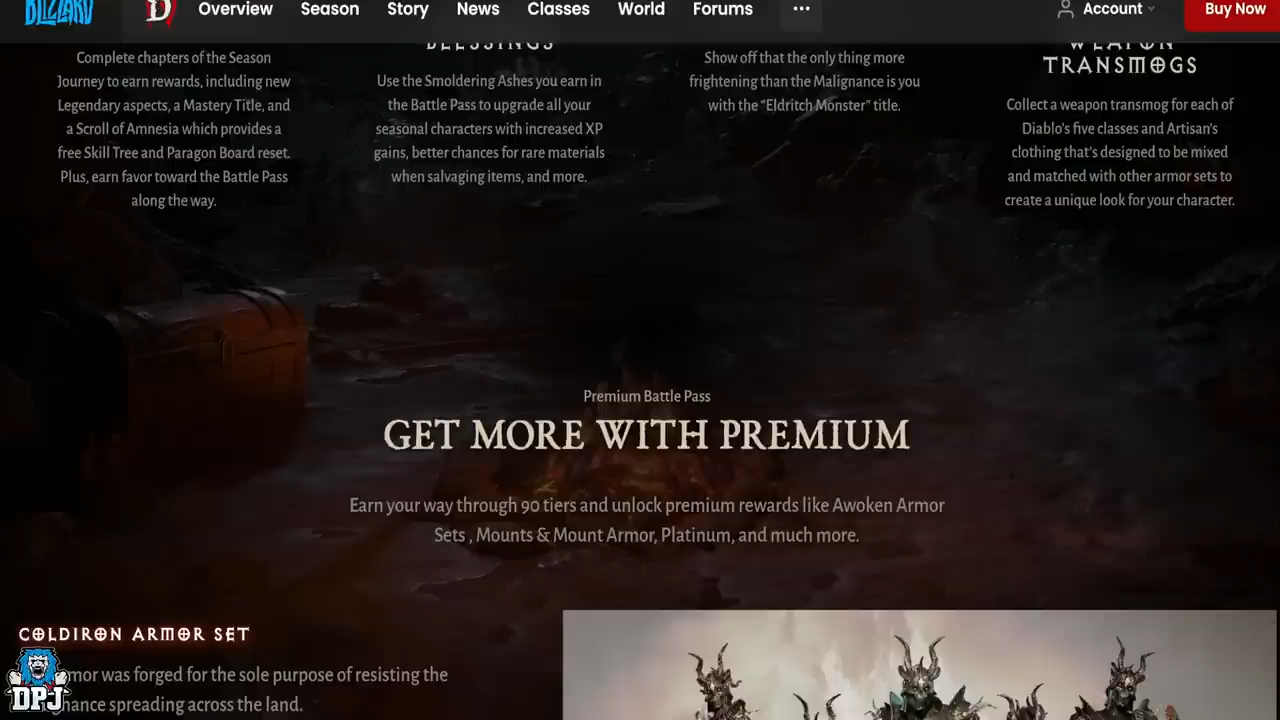 BLIZZARD
D
Overview
Season
Story
News
Classes
World
Forums
Account
Buy Now
Complete chapters of the Season
Journey to earn rewards, including new
Legendary aspects, a Mastery Title, and
a Scroll of Amnesia which provides a
free Skill Tree and Paragon Board reset.
Plus, earn favor toward the Battle Pass
along the way.
BLESSINGS
Use the Smoldering Ashes you earn in
the Battle Pass to upgrade all your
seasonal characters with increased XP
gains, better chances for rare materials
when salvaging items, and more.
Show off that the only thing more
frightening than the Malignance is you
with the “Eldritch Monster” title.
WEAPON
TRANSMOGS
Collect a weapon transmog for each of
Diablo's five classes and Artisan's
clothing that's designed to be mixed
and matched with other armor sets to
create a unique look for your character.
Premium Battle Pass
GET MORE WITH PREMIUM
Earn your way through 90 tiers and unlock premium rewards like Awoken Armor
Sets , Mounts & Mount Armor, Platinum, and much more.
COLDIRON ARMOR SET
mor was forged for the sole purpose of resisting the
nance spreading across the land.
DPJ